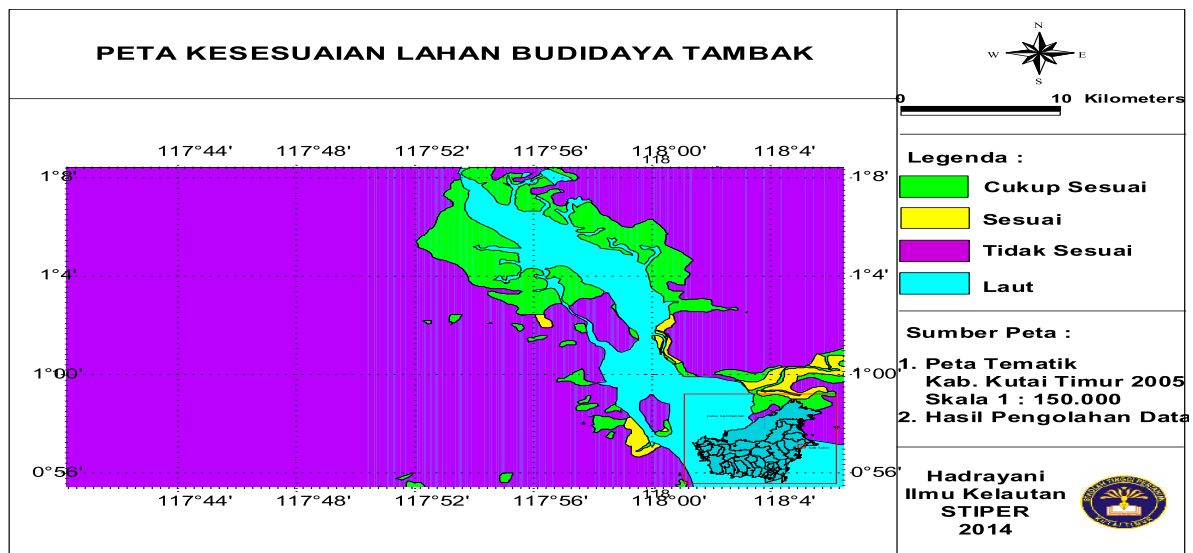 PETA KESESUAIAN LAHAN BUDIDAYA TAMBAK
N
W E
S
0 10 Kilometers
117°44' 117°48' 117°52' 117°56' 118°00' 118°4'
118
1°8' 1°8'
1°4' 1°4'
1°00' 1°00'
0°56' 0°56'
117°44' 117°48' 117°52' 117°56' 118°00' 118°4'
118
Legenda :
Cukup Sesuai
Sesuai
Tidak Sesuai
Laut
Sumber Peta :
1. Peta Tematik
Kab. Kutai Timur 2005
Skala 1 : 150.000
2. Hasil Pengolahan Data
Hadrayani
Ilmu Kelautan
STIPER
2014
KUTAI TIMUR